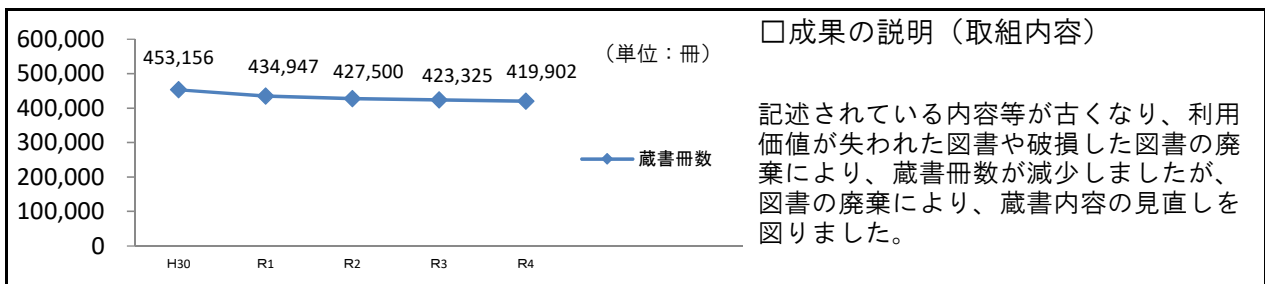 600,000
500,000
400,000
300,000
200,000
100,000
0
453,156
434,947
427,500
423,325
419,902
（単位：冊）
蔵書冊数
H30
R1
R2
R3
R4
□成果の説明（取組内容）
記述されている内容等が古くなり、利用
価値が失われた図書や破損した図書の廃
棄により、蔵書冊数が減少しましたが、
図書の廃棄により、蔵書内容の見直しを
図りました。